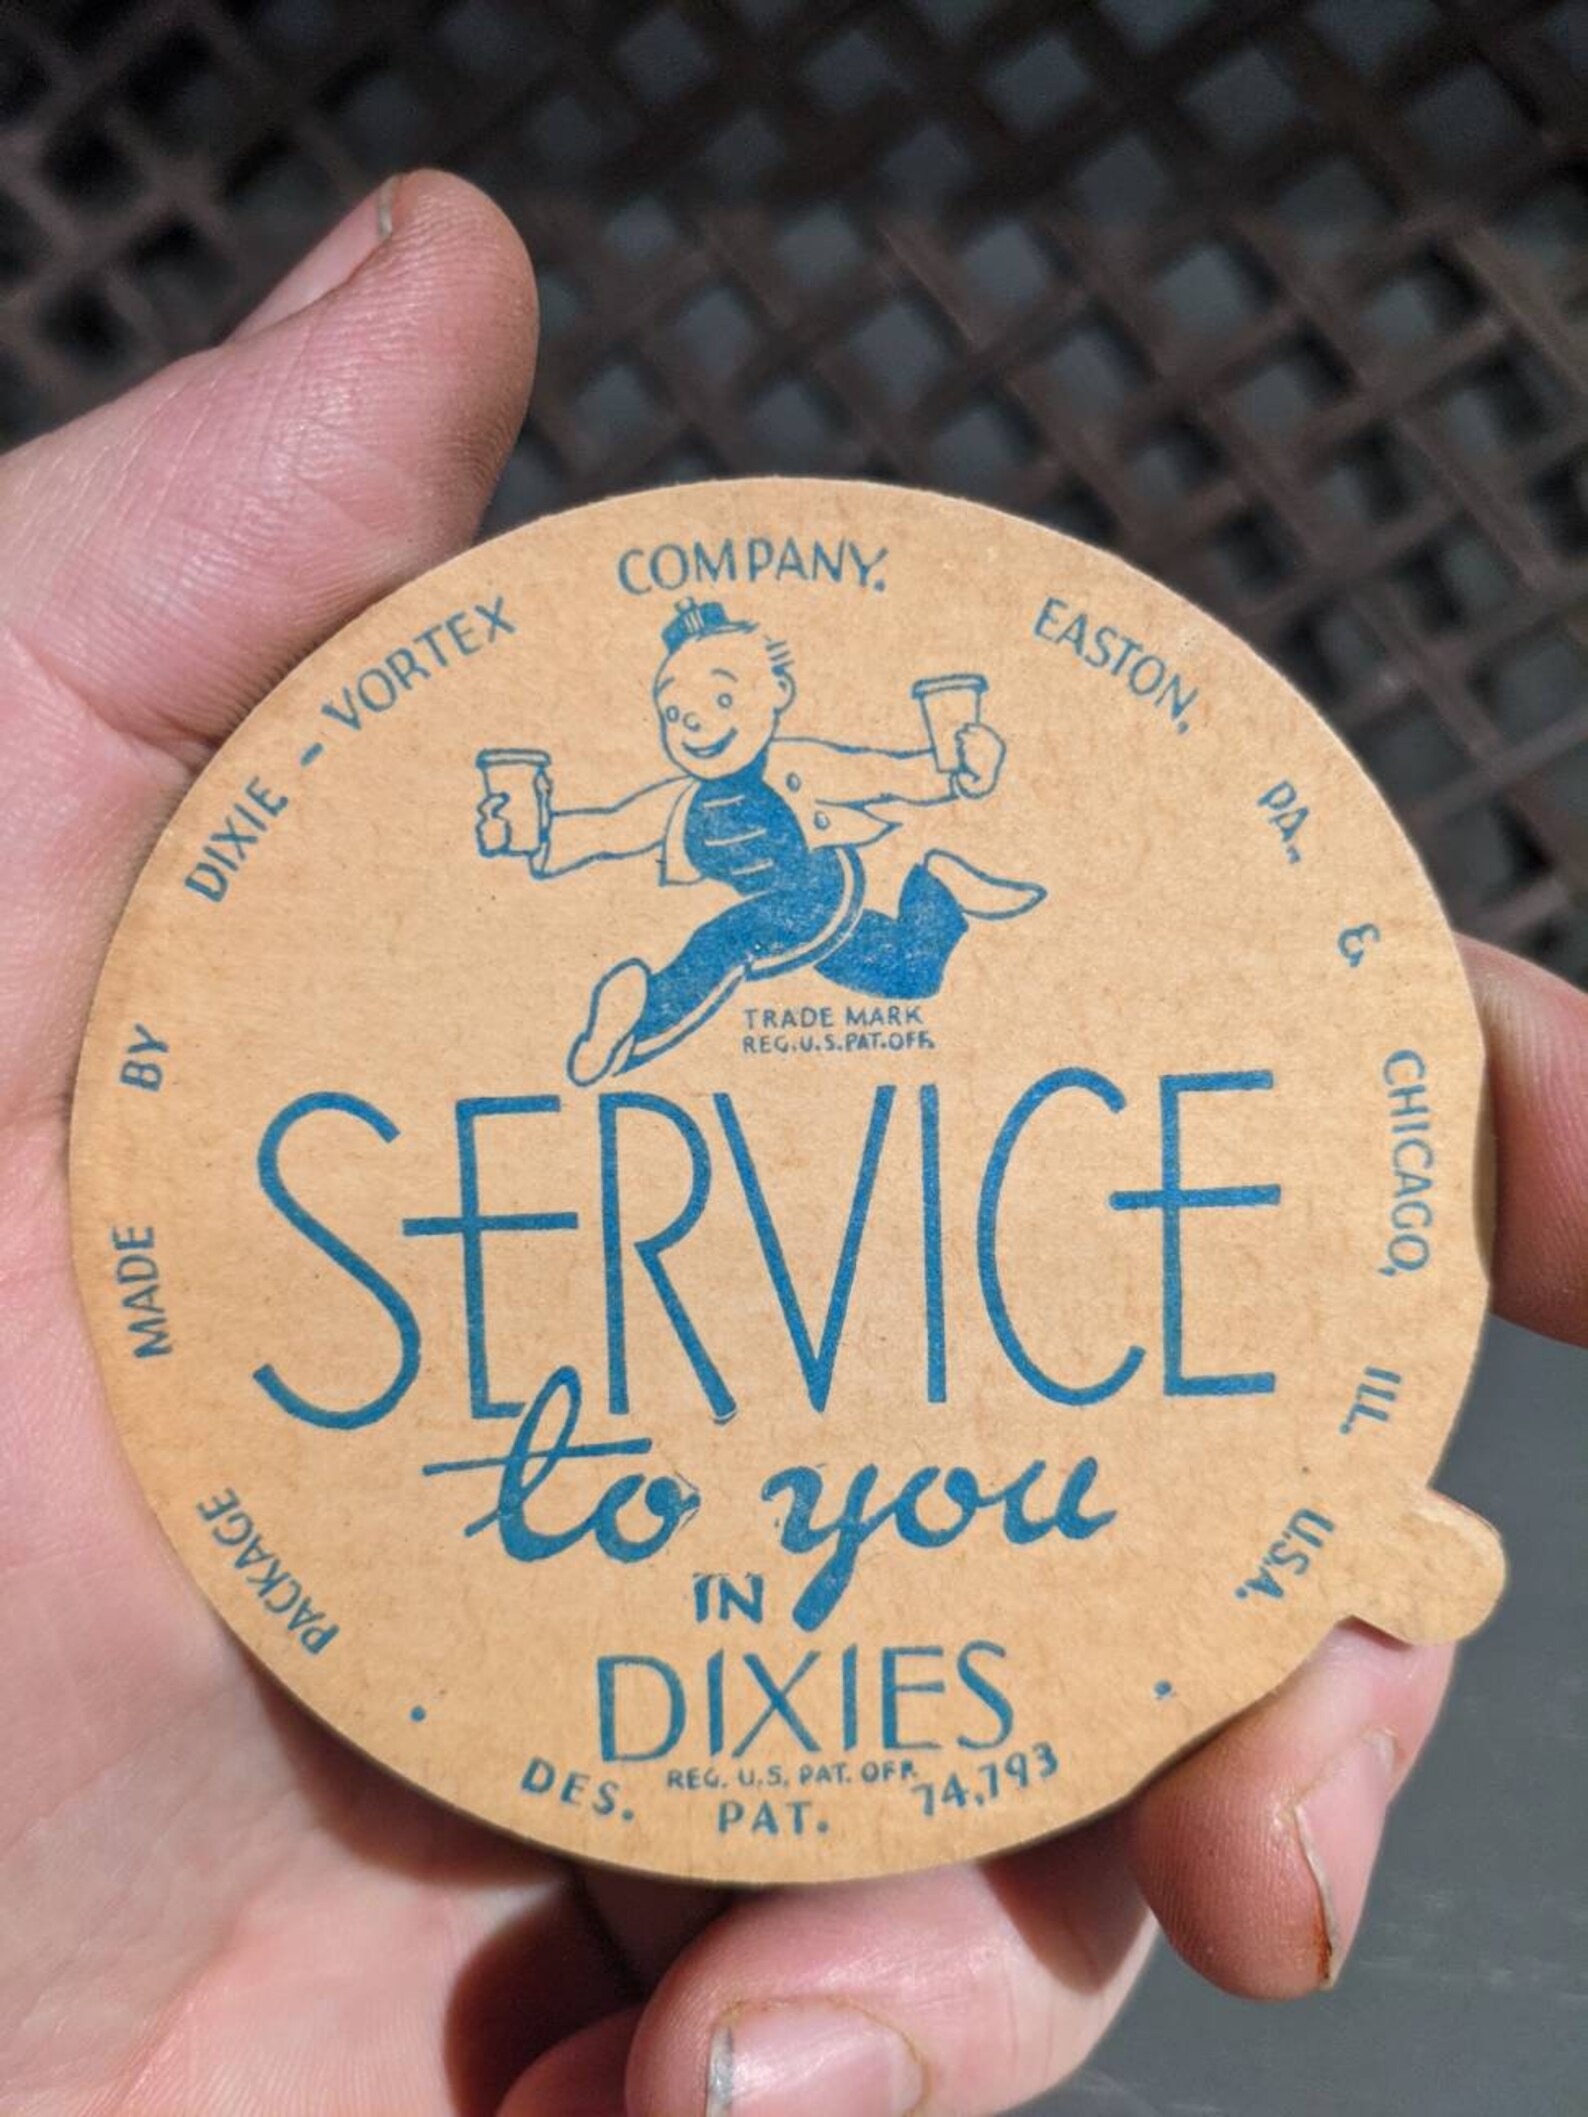 PACKAGE MADE BY DIXIE-VORTEX COMPANY. EASTON, PA. & CHICAGO, ILL. U.S.A.
TRADE MARK
REG. U.S. PAT. OFF.
SERVICE
to you
IN
DIXIES
REG. U.S. PAT. OFF.
DES. PAT. 74,793